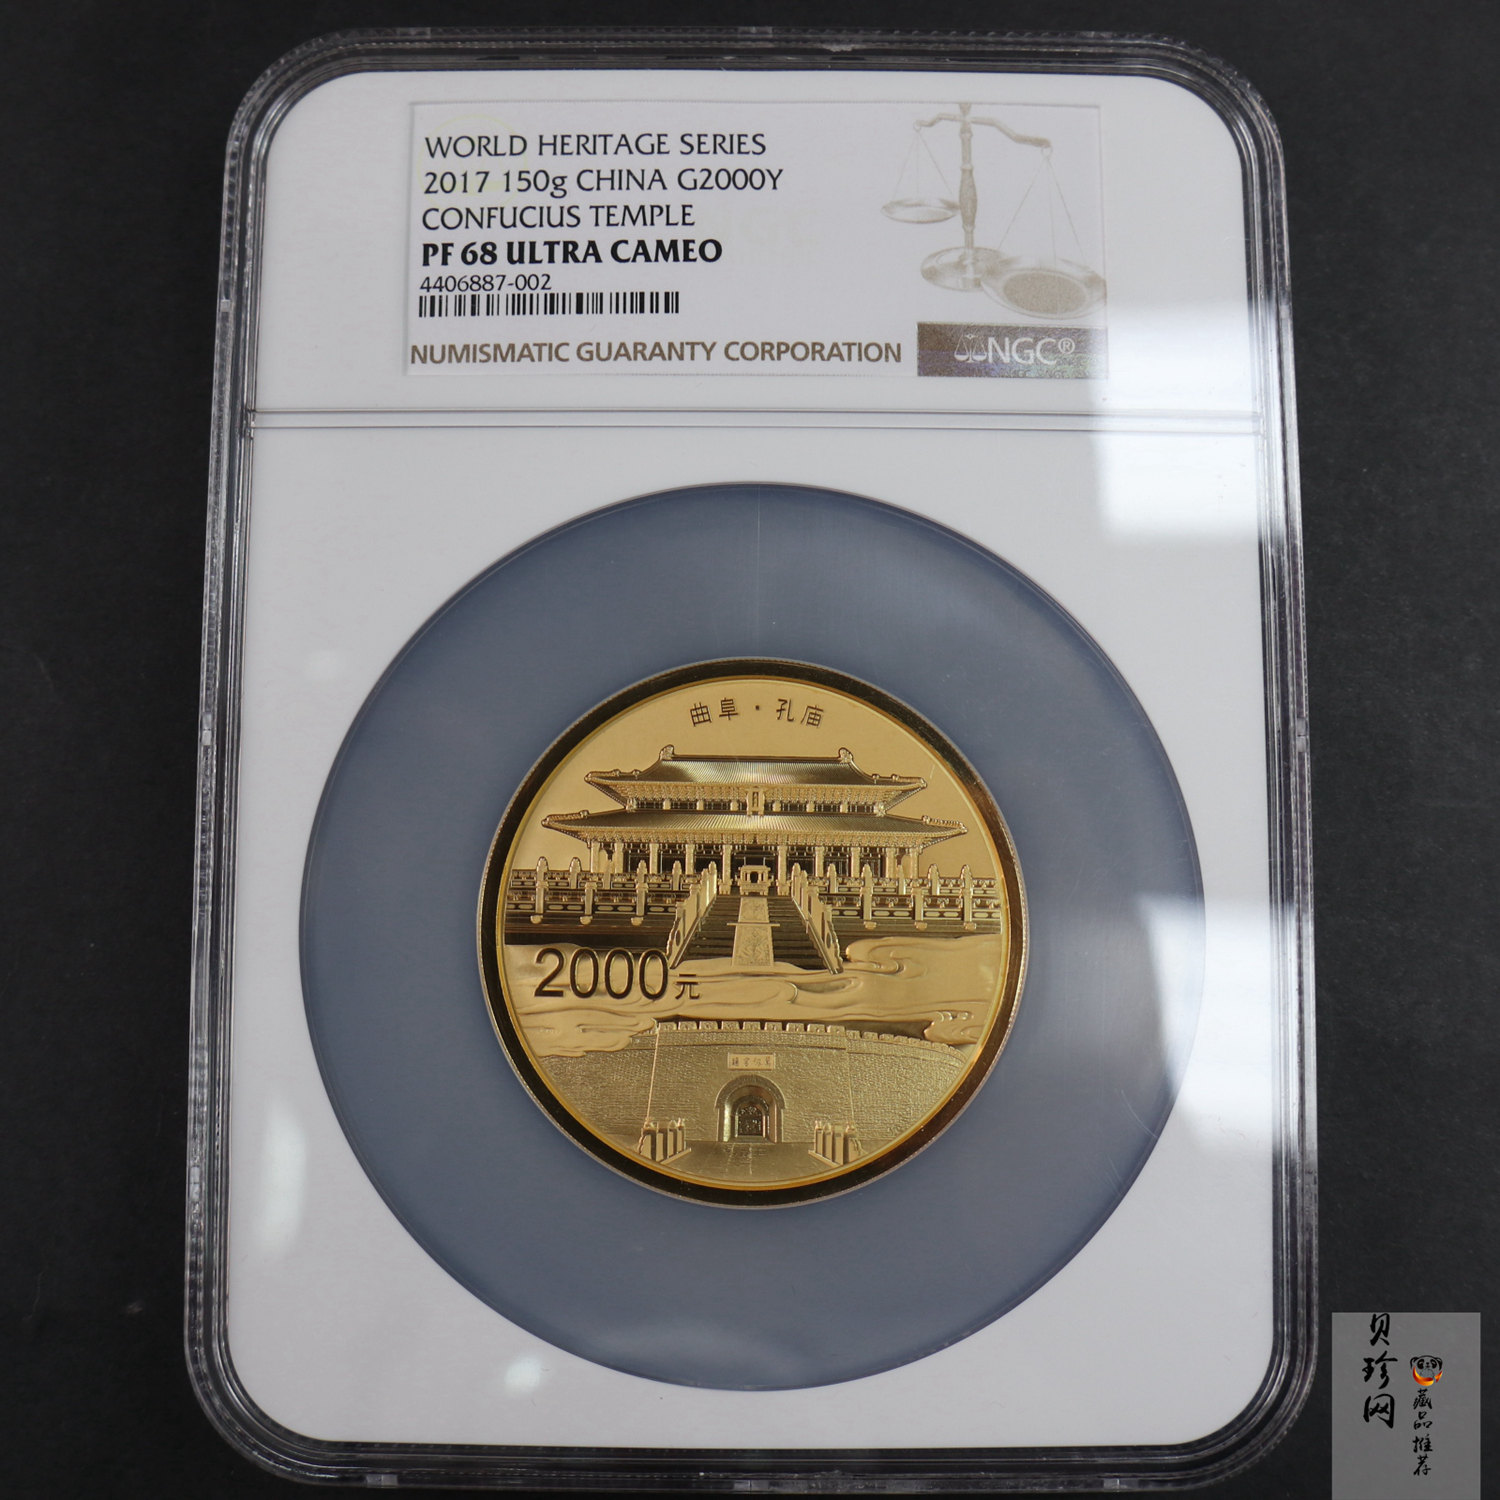 WORLD HERITAGE SERIES
2017 150g CHINA G2000Y
CONFUCIUS TEMPLE
PF 68 ULTRA CAMEO
4406887-002
NUMISMATIC GUARANTY CORPORATION
NGC®
曲阜·孔庙
2000元
贝珍网
藏品推荐